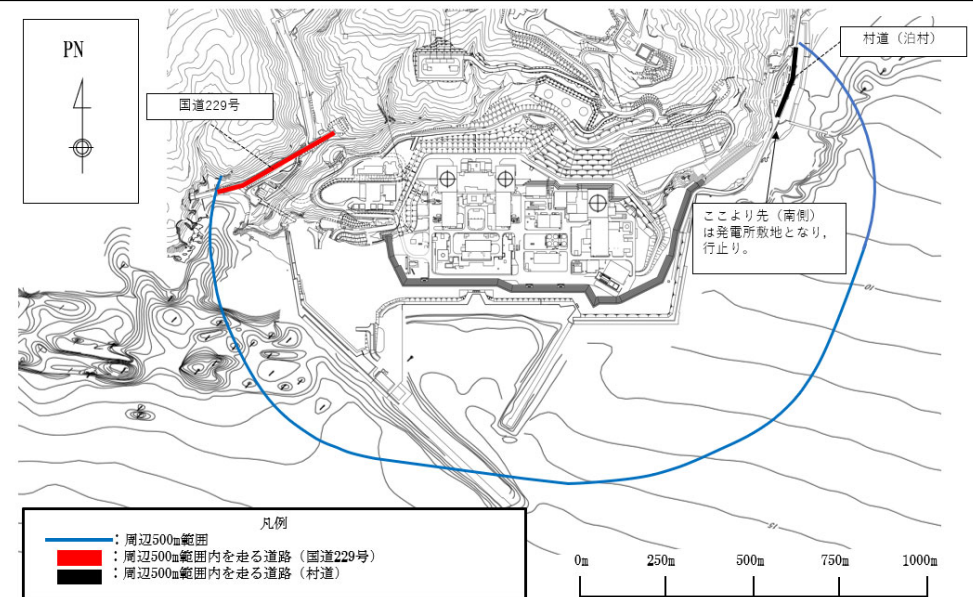 PN
国道229号
村道（泊村）
ここより先（南側）
は発電所敷地となり，
行止り。
10
15
凡例
：周辺500m範囲
：周辺500m範囲内を走る道路（国道229号）
：周辺500m範囲内を走る道路（村道）
0m 250m 500m 750m 1000m